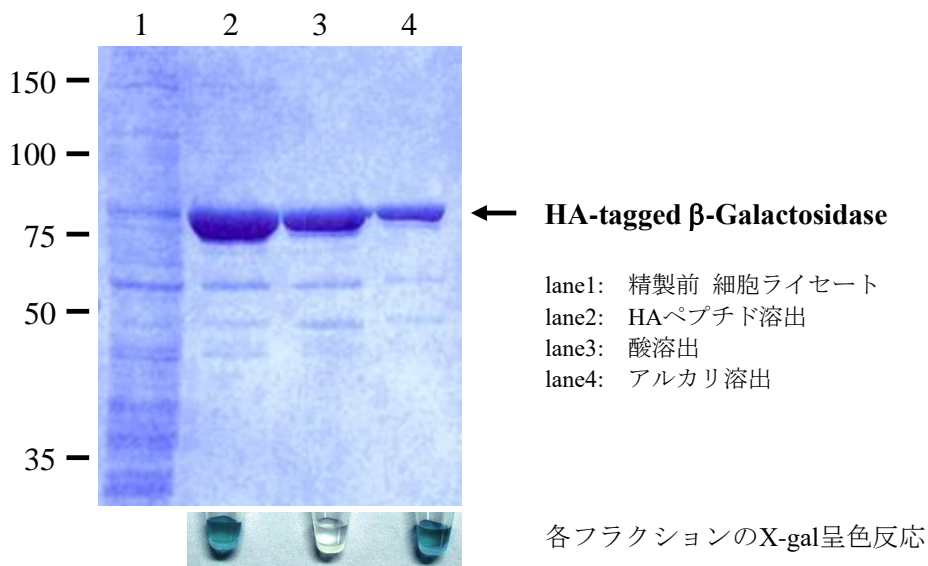 1 2 3 4
150
100
75
50
35
HA-tagged β-Galactosidase
lane1: 精製前 細胞ライセート
lane2: HAペプチド溶出
lane3: 酸溶出
lane4: アルカリ溶出
各フラクションのX-gal呈色反応